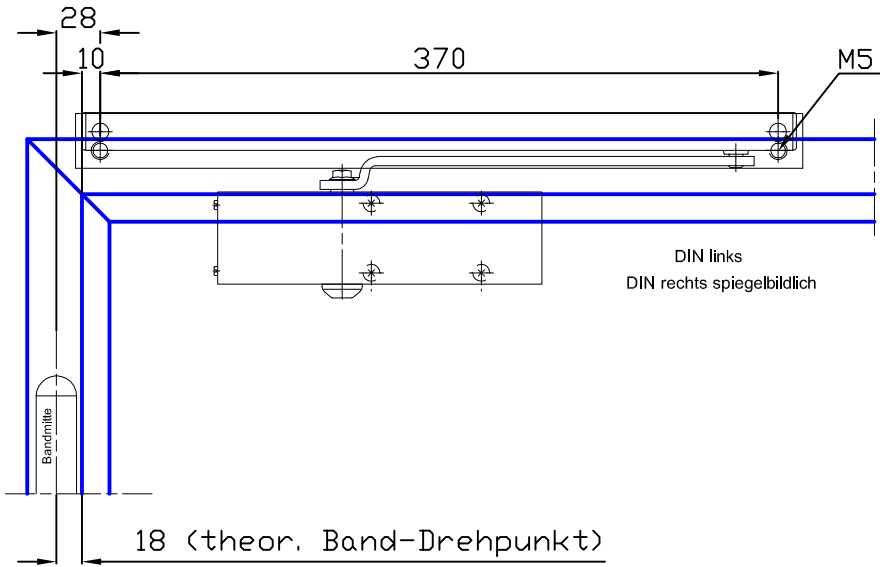 28
10
370
M5
DIN links
DIN rechts spiegelbildlich
Bandmitte
18 (theor. Band-Drehpunkt)